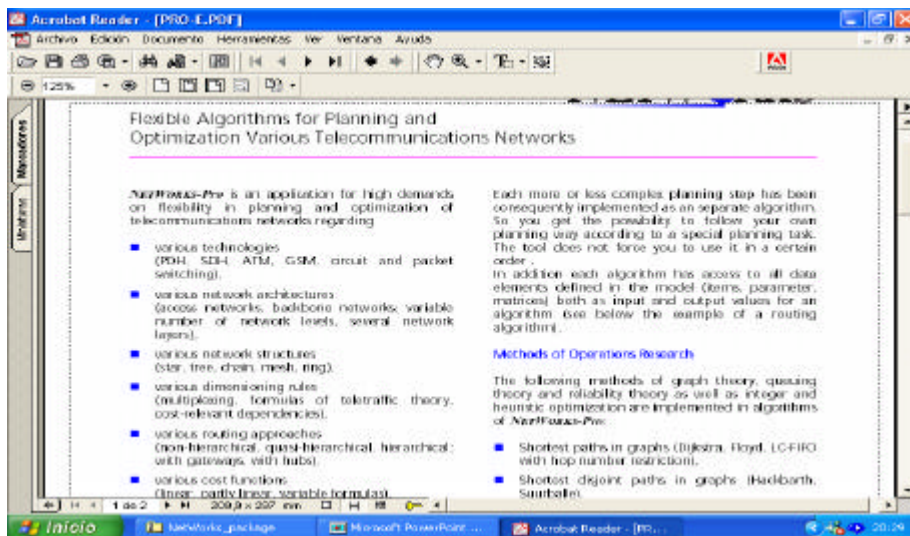 Acrobat Reader - [PRO-E.PDF]
Archivo Edición Documento Herramientas Ver Ventana Ayuda
125%
Marcadores
Miniaturas
Flexible Algorithms for Planning and
Optimization Various Telecommunications Networks
NETWORKS-Pro is an application for high demands
on flexibility in planning and optimization of
telecommunications networks regarding
various technologies
(PDH, SDH, ATM, GSM, circuit and packet
switching),
various network architectures
(access networks, backbone networks; variable
number of network levels, several network
layers),
various network structures
(star, tree, chain, mesh, ring),
various dimensioning rules
(multiplexing, formulas of teletraffic theory,
cost-relevant dependencies),
various routing approaches
(non-hierarchical, quasi-hierarchical, hierarchical;
with gateways, with hubs),
various cost functions
(linear, partly linear, variable formulas),
Each more or less complex planning step has been
consequently implemented as an separate algorithm.
So you get the possibility to follow your own
planning way according to a special planning task.
The tool does not force you to use it in a certain
order .
In addition each algorithm has access to all data
elements defined in the model (items, parameter,
matrices) both as input and output values for an
algorithm (see below the example of a routing
algorithm).
Methods of Operations Research
The following methods of graph theory, queuing
theory and reliability theory as well as integer and
heuristic optimization are implemented in algorithms
of NETWORKS-Pro:
Shortest paths in graphs (Dijkstra, Floyd, LC-FIFO
with hop number restriction),
Shortest disjoint paths in graphs (Hackbarth,
Suurballe),
1 de 2 209,9 x 297 mm
Inicio NetWorks_package Microsoft PowerPoint ... Acrobat Reader - [PR... 20:29